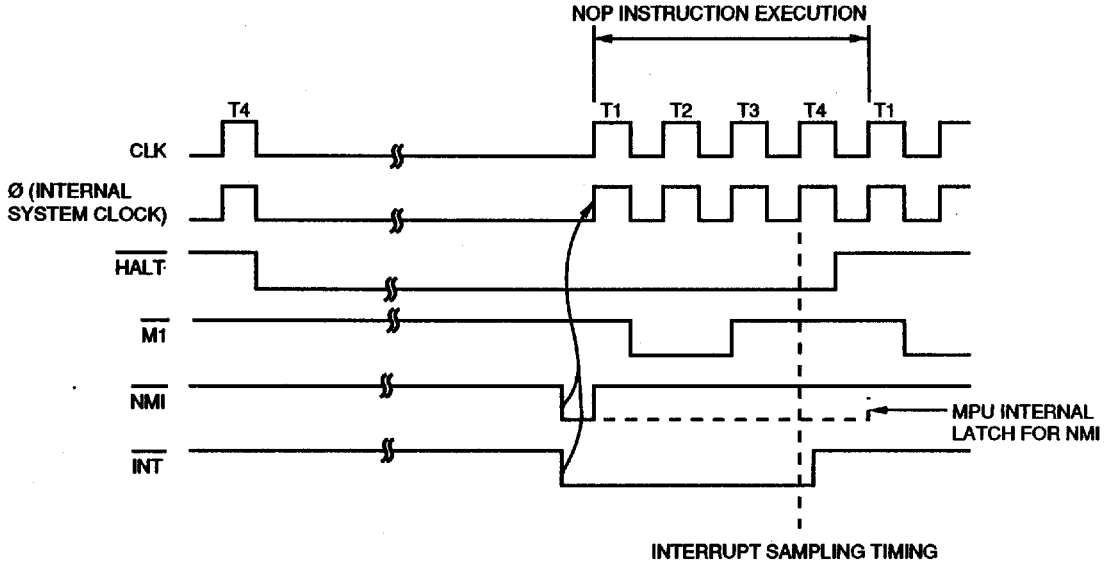 NOP INSTRUCTION EXECUTION
T4 T1 T2 T3 T4 T1
CLK
Ø (INTERNAL
SYSTEM CLOCK)
HALT
M1
NMI
MPU INTERNAL
LATCH FOR NMI
INT
INTERRUPT SAMPLING TIMING